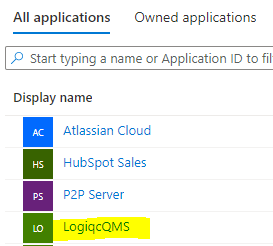 All applications Owned applications
Start typing a name or Application ID to fil
Display name
AC Atlassian Cloud
HS HubSpot Sales
PS P2P Server
LO LogiqcQMS